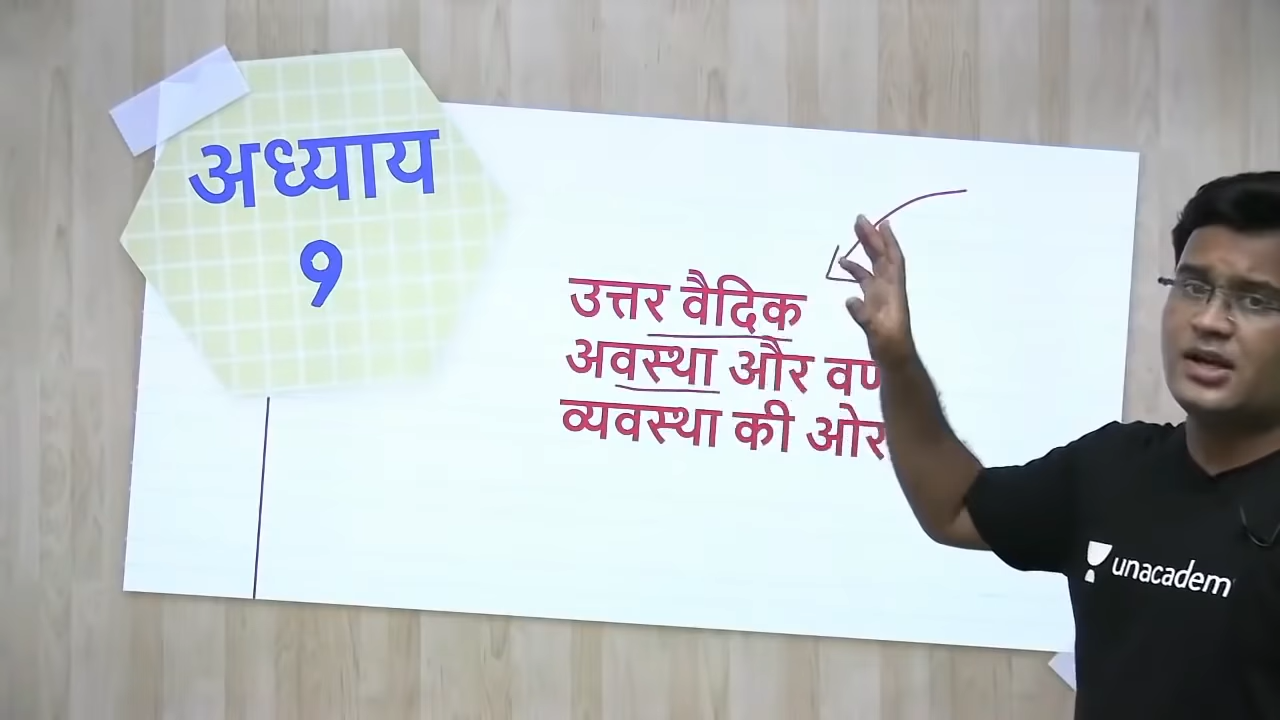 अध्याय
9
उत्तर वैदिक
अवस्था और
व्यवस्था की ओर
unacadem